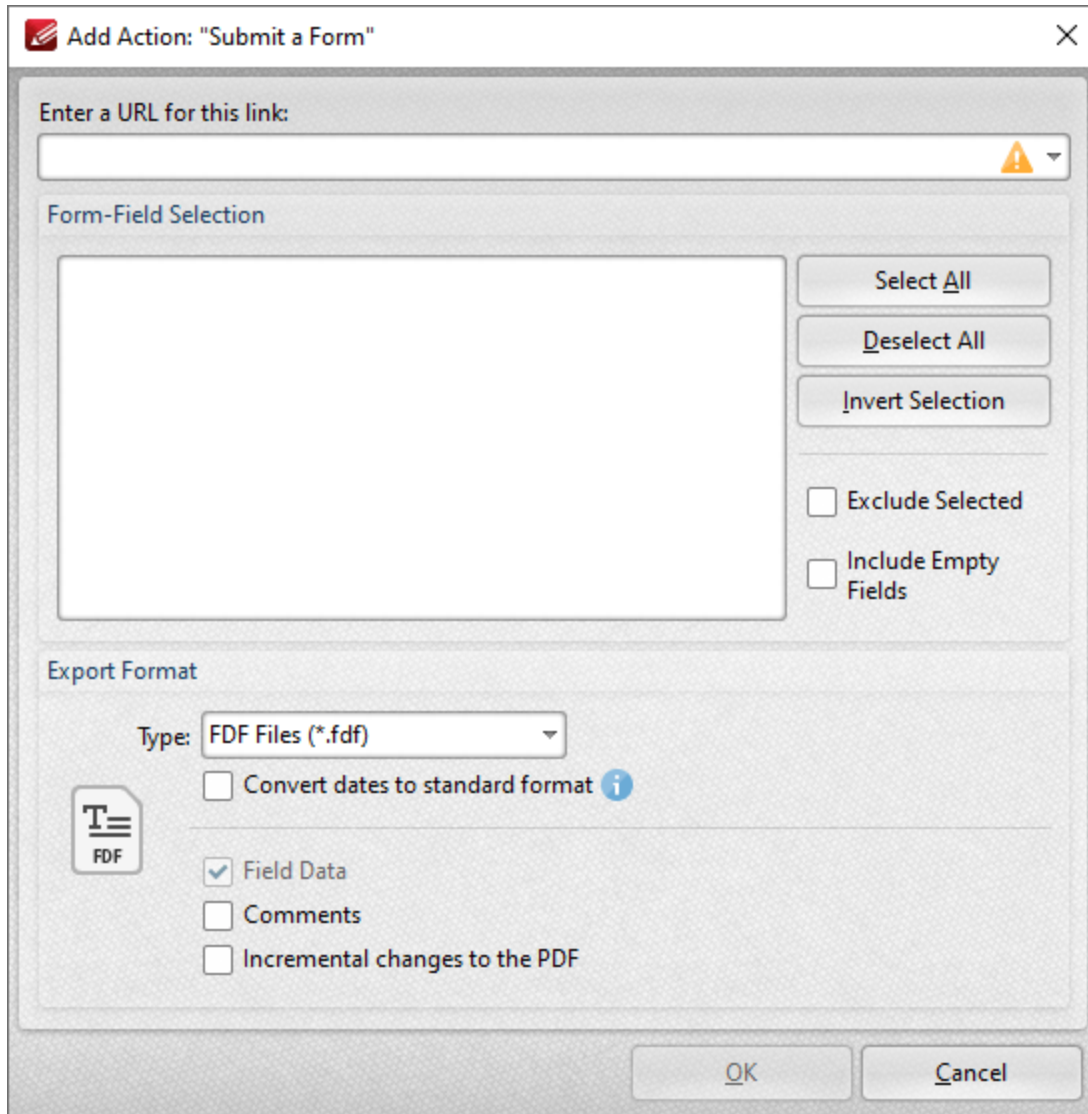 Add Action: "Submit a Form"
Enter a URL for this link:
Form-Field Selection
Select All
Deselect All
Invert Selection
Exclude Selected
Include Empty
Fields
Export Format
Type: FDF Files (*.fdf)
Convert dates to standard format
FDF
Field Data
Comments
Incremental changes to the PDF
OK Cancel